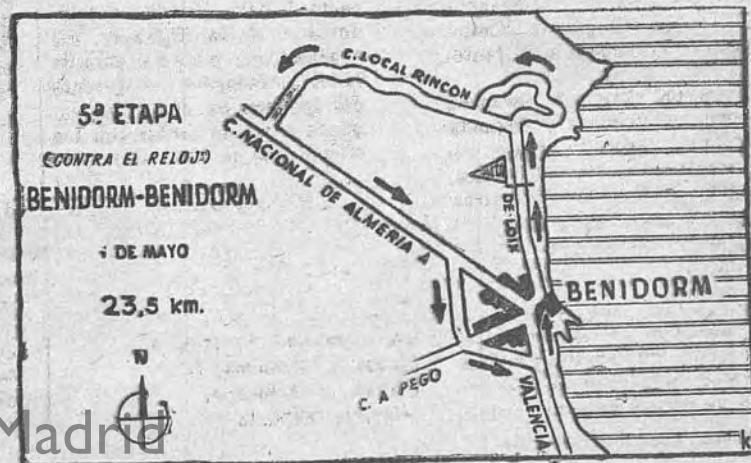 5ª ETAPA
(CONTRA EL RELOJ)
BENIDORM-BENIDORM
DE MAYO
23,5 km.
N
C. LOCAL RINCON
DE LOIX
C. NACIONAL DE ALMERIA A
VALENCIA
C. A PEGO
BENIDORM
Madrid